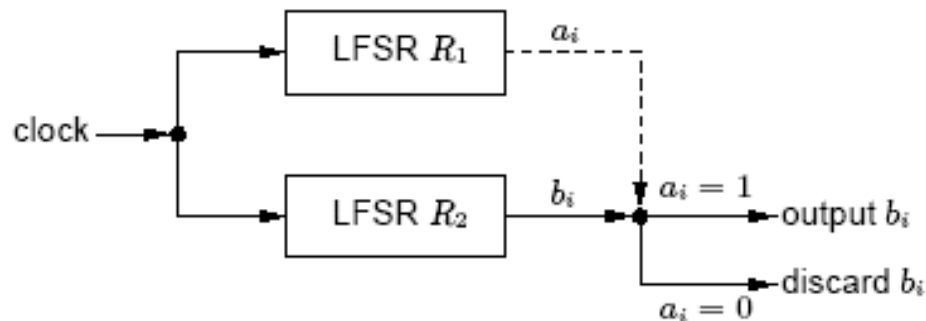 LFSR R₁
aᵢ
clock
LFSR R₂
bᵢ
aᵢ = 1
output bᵢ
discard bᵢ
aᵢ = 0